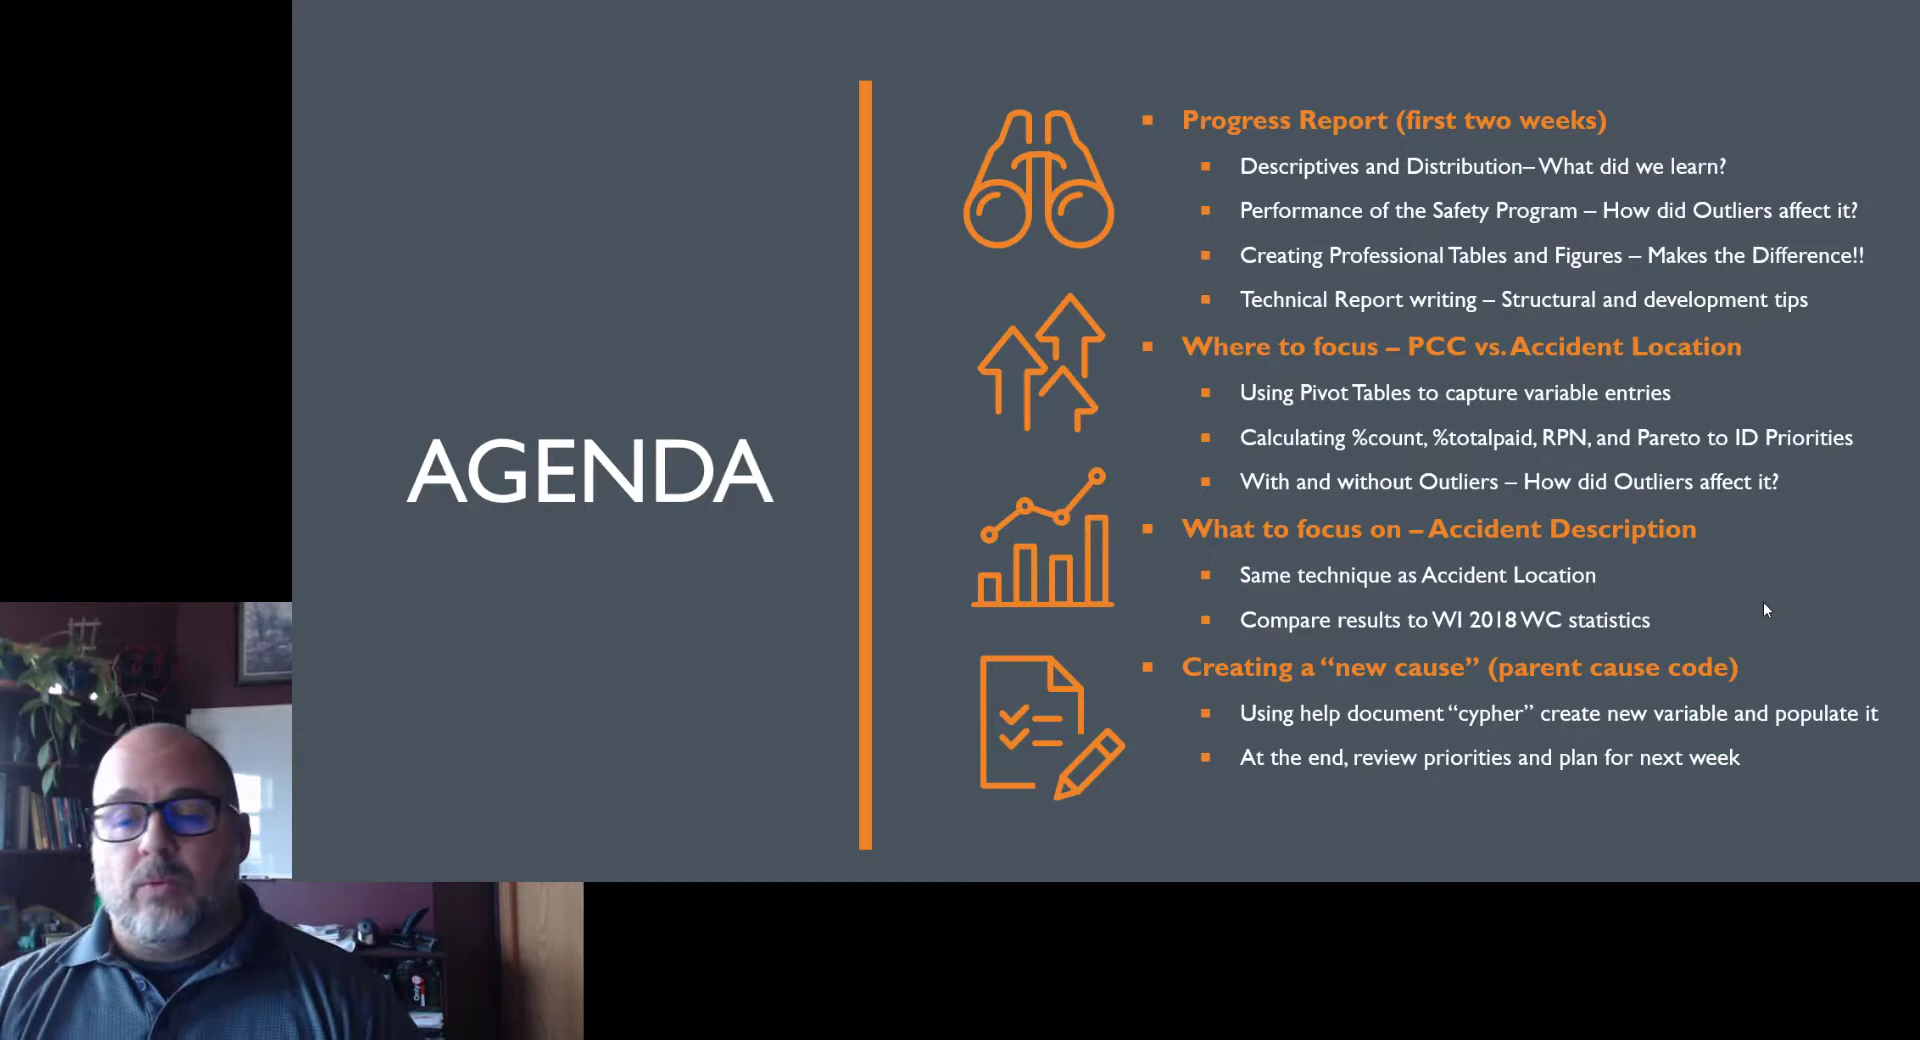 AGENDA
Progress Report (first two weeks)
Descriptives and Distribution– What did we learn?
Performance of the Safety Program – How did Outliers affect it?
Creating Professional Tables and Figures – Makes the Difference!!
Technical Report writing – Structural and development tips
Where to focus – PCC vs. Accident Location
Using Pivot Tables to capture variable entries
Calculating %count, %totalpaid, RPN, and Pareto to ID Priorities
With and without Outliers – How did Outliers affect it?
What to focus on – Accident Description
Same technique as Accident Location
Compare results to WI 2018 WC statistics
Creating a “new cause” (parent cause code)
Using help document “cypher” create new variable and populate it
At the end, review priorities and plan for next week
Only